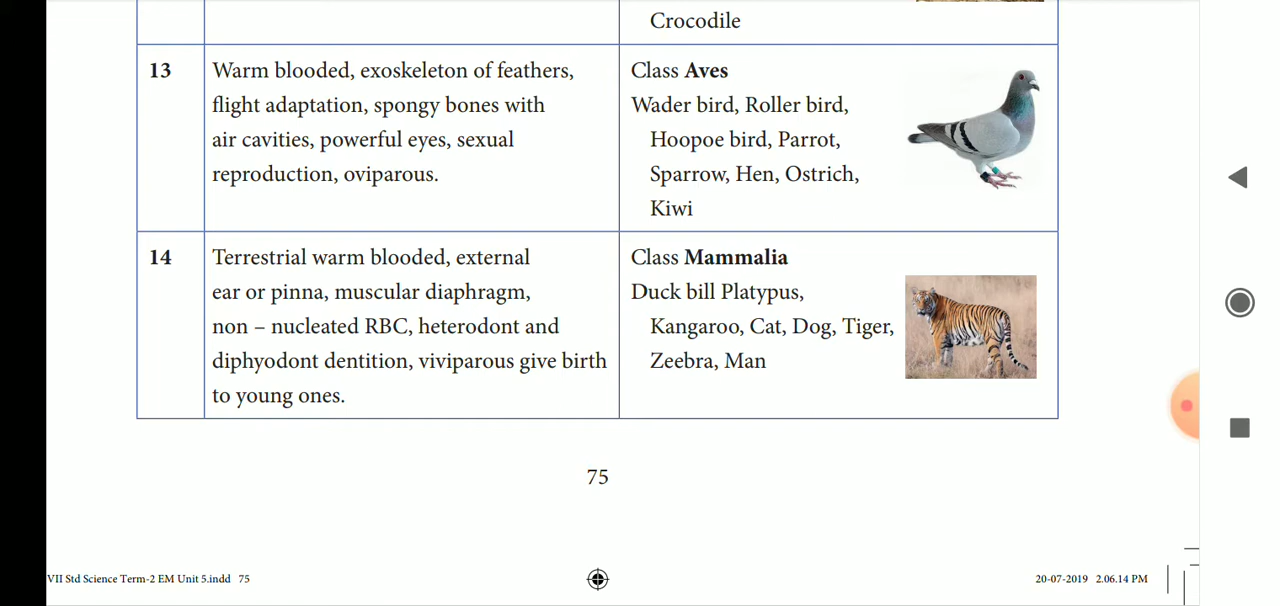 Crocodile
13
Warm blooded, exoskeleton of feathers,
flight adaptation, spongy bones with
air cavities, powerful eyes, sexual
reproduction, oviparous.
Class Aves
Wader bird, Roller bird,
Hoopoe bird, Parrot,
Sparrow, Hen, Ostrich,
Kiwi
14
Terrestrial warm blooded, external
ear or pinna, muscular diaphragm,
non – nucleated RBC, heterodont and
diphyodont dentition, viviparous give birth
to young ones.
Class Mammalia
Duck bill Platypus,
Kangaroo, Cat, Dog, Tiger,
Zeebra, Man
75
VII Std Science Term-2 EM Unit 5.indd 75
20-07-2019 2.06.14 PM